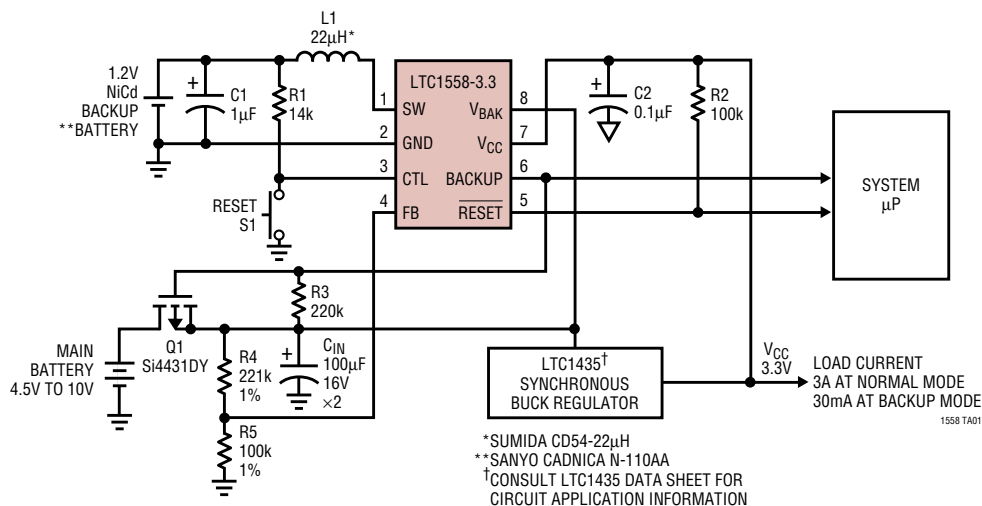 L1
22µH*
1.2V
NiCd
BACKUP
**BATTERY
+
C1
1µF
R1
14k
LTC1558-3.3
1
SW
2
GND
3
CTL
4
FB
8
VBAK
7
VCC
6
BACKUP
5
RESET
+
C2
0.1µF
R2
100k
SYSTEM
µP
RESET
S1
R3
220k
Q1
Si4431DY
MAIN
BATTERY
4.5V TO 10V
R4
221k
1%
+
CIN
100µF
16V
×2
R5
100k
1%
LTC1435†
SYNCHRONOUS
BUCK REGULATOR
VCC
3.3V
LOAD CURRENT
3A AT NORMAL MODE
30mA AT BACKUP MODE
1558 TA01
*SUMIDA CD54-22µH
**SANYO CADNICA N-110AA
†CONSULT LTC1435 DATA SHEET FOR
CIRCUIT APPLICATION INFORMATION